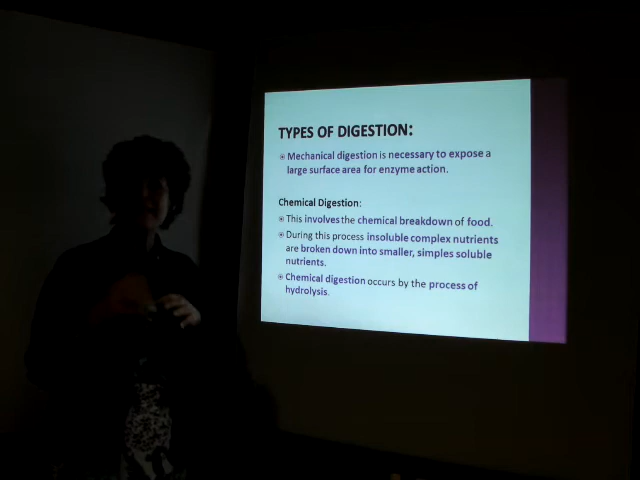 TYPES OF DIGESTION:
Mechanical digestion is necessary to expose a
large surface area for enzyme action.
Chemical Digestion:
This involves the chemical breakdown of food.
During this process insoluble complex nutrients
are broken down into smaller, simples soluble
nutrients.
Chemical digestion occurs by the process of
hydrolysis.